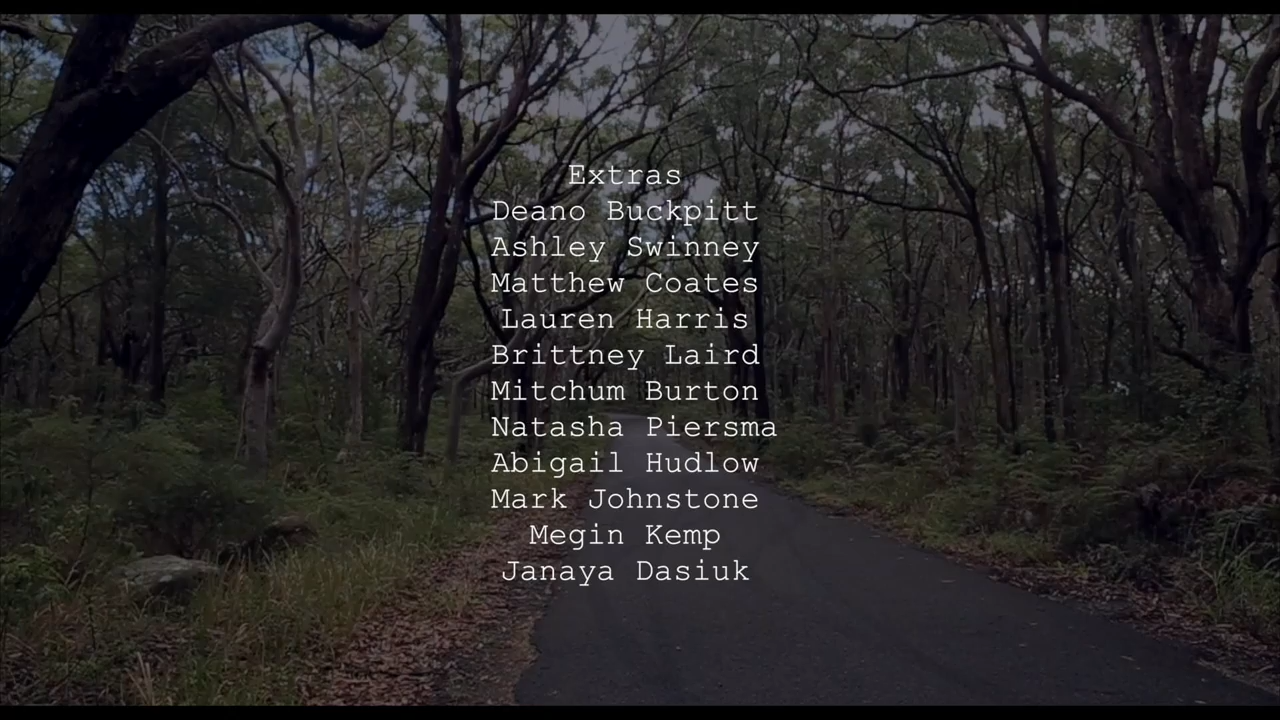 Extras
Deano Buckpitt
Ashley Swinney
Matthew Coates
Lauren Harris
Brittney Laird
Mitchum Burton
Natasha Piersma
Abigail Hudlow
Mark Johnstone
Megin Kemp
Janaya Dasiuk